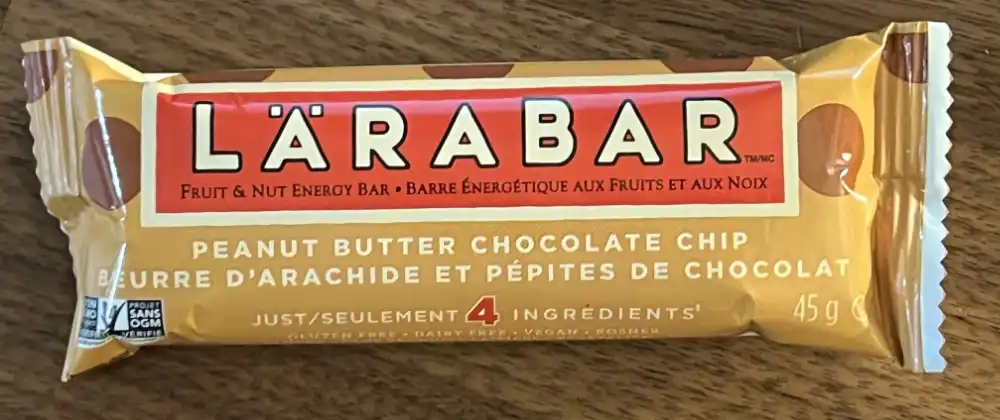 LÄRABAR TM/MC
FRUIT & NUT ENERGY BAR • BARRE ÉNERGÉTIQUE AUX FRUITS ET AUX NOIX
PEANUT BUTTER CHOCOLATE CHIP
BEURRE D'ARACHIDE ET PÉPITES DE CHOCOLAT
JUST/SEULEMENT 4 INGRÉDIENTS¹
45 g
GLUTEN FREE • DAIRY FREE • VEGAN • KOSHER
PROJET
SANS
OGM
VÉRIFIÉ